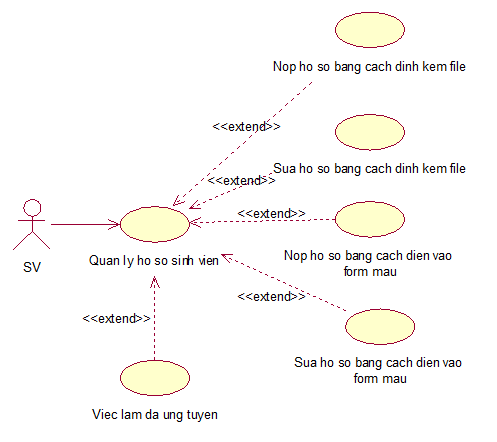 Nop ho so bang cach dinh kem file
<<extend>>
Sua ho so bang cach dinh kem file
<<extend>>
<<extend>>
Nop ho so bang cach dien vao
form mau
SV
Quan ly ho so sinh vien
<<extend>>
<<extend>>
Sua ho so bang cach dien vao
form mau
Viec lam da ung tuyen